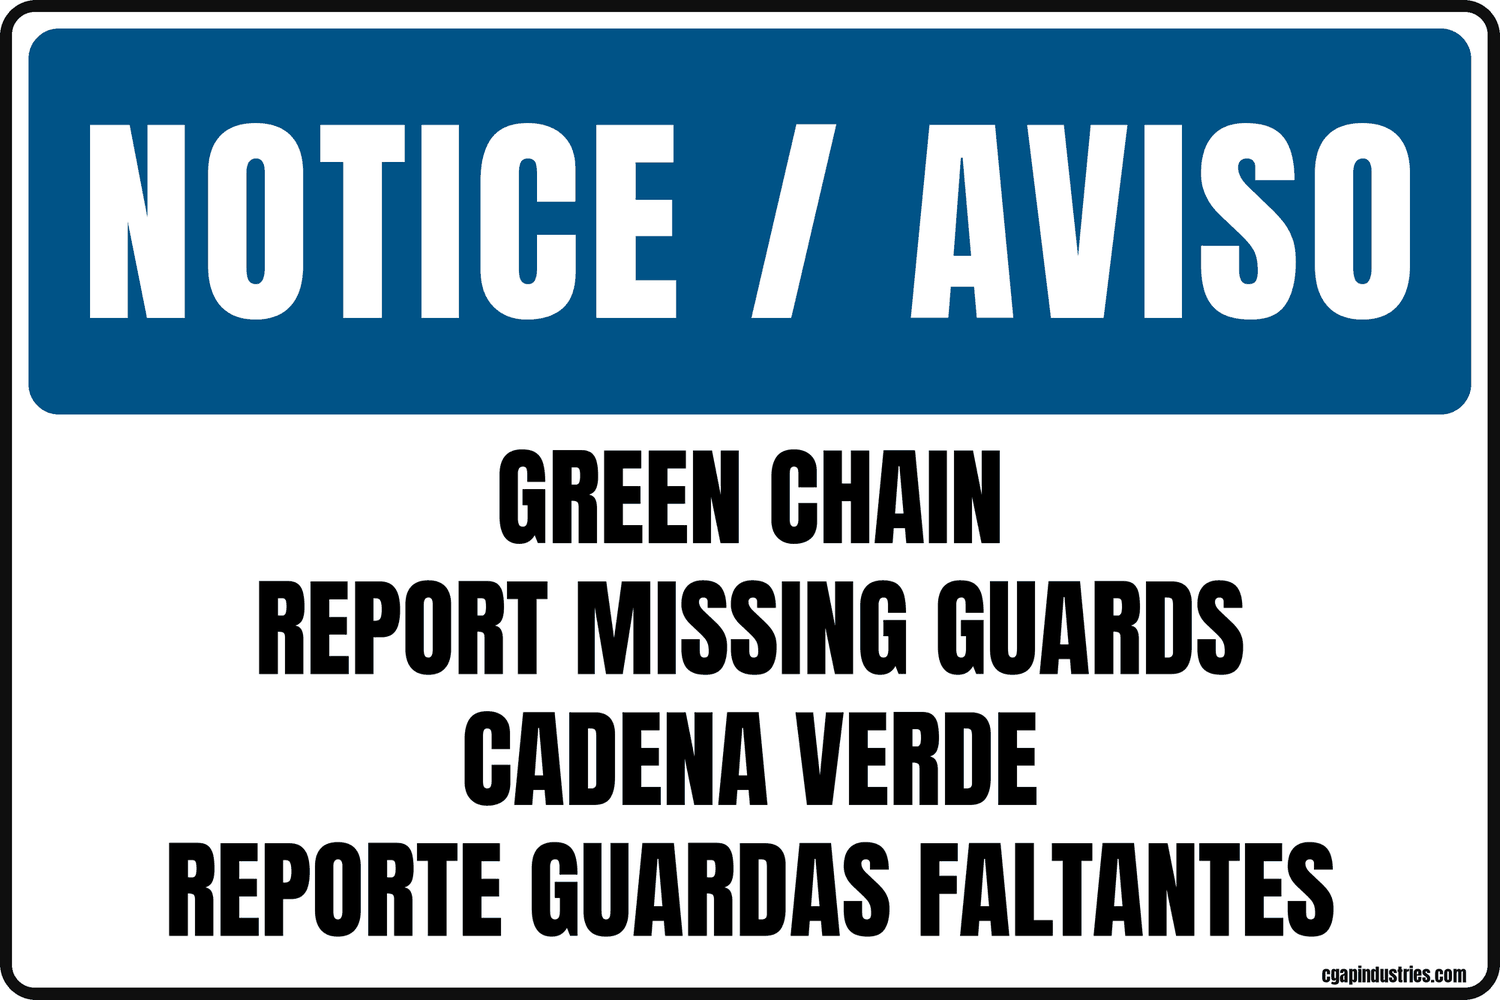 NOTICE / AVISO
GREEN CHAIN
REPORT MISSING GUARDS
CADENA VERDE
REPORTE GUARDAS FALTANTES
cgapindustries.com